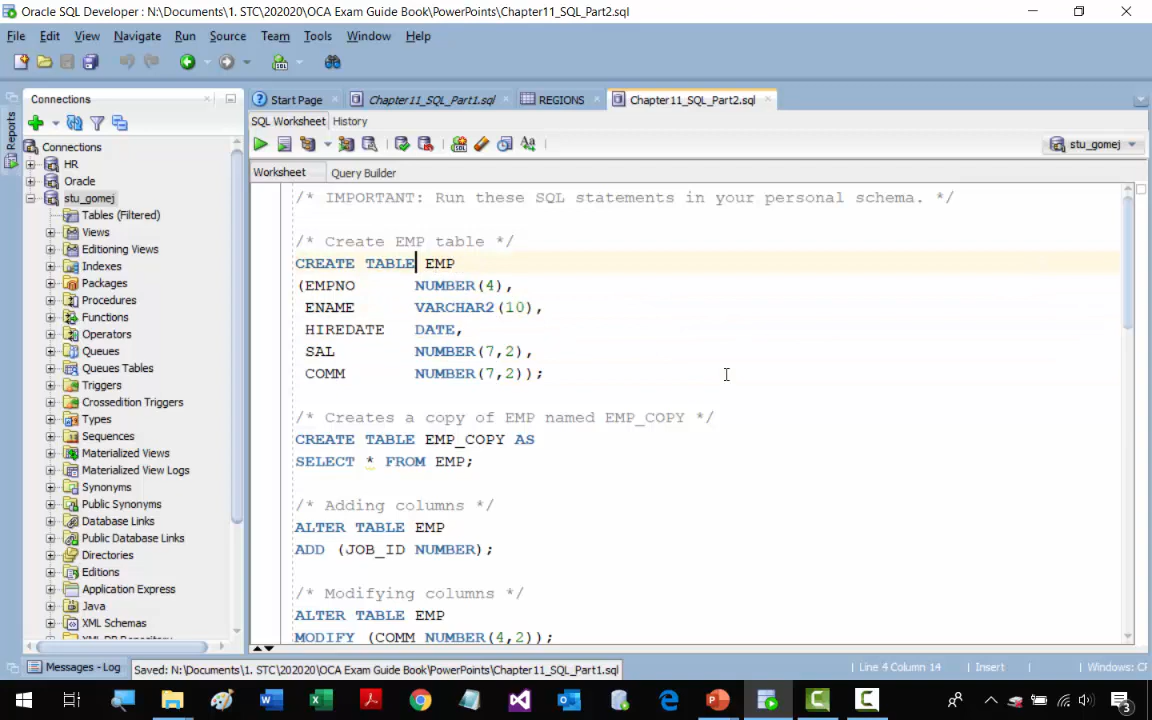 Oracle SQL Developer : N:\Documents\1. STC\202020\OCA Exam Guide Book\PowerPoints\Chapter11_SQL_Part2.sql
File Edit View Navigate Run Source Team Tools Window Help
Connections
Start Page
Chapter11_SQL_Part1.sql
REGIONS
Chapter11_SQL_Part2.sql
Reports
SQL Worksheet History
stu_gomej
Worksheet Query Builder
Connections
HR
Oracle
stu_gomej
Tables (Filtered)
Views
Editioning Views
Indexes
Packages
Procedures
Functions
Operators
Queues
Queues Tables
Triggers
Crossedition Triggers
Types
Sequences
Materialized Views
Materialized View Logs
Synonyms
Public Synonyms
Database Links
Public Database Links
Directories
Editions
Application Express
Java
XML Schemas
XML DB Repository
/* IMPORTANT: Run these SQL statements in your personal schema. */
/* Create EMP table */
CREATE TABLE EMP
(EMPNO NUMBER(4),
ENAME VARCHAR2(10),
HIREDATE DATE,
SAL NUMBER(7,2),
COMM NUMBER(7,2));
/* Creates a copy of EMP named EMP_COPY */
CREATE TABLE EMP_COPY AS
SELECT * FROM EMP;
/* Adding columns */
ALTER TABLE EMP
ADD (JOB_ID NUMBER);
/* Modifying columns */
ALTER TABLE EMP
MODIFY (COMM NUMBER(4,2));
Messages - Log
Saved: N:\Documents\1. STC\202020\OCA Exam Guide Book\PowerPoints\Chapter11_SQL_Part1.sql
Line 4 Column 14
Insert
Windows: CF
3